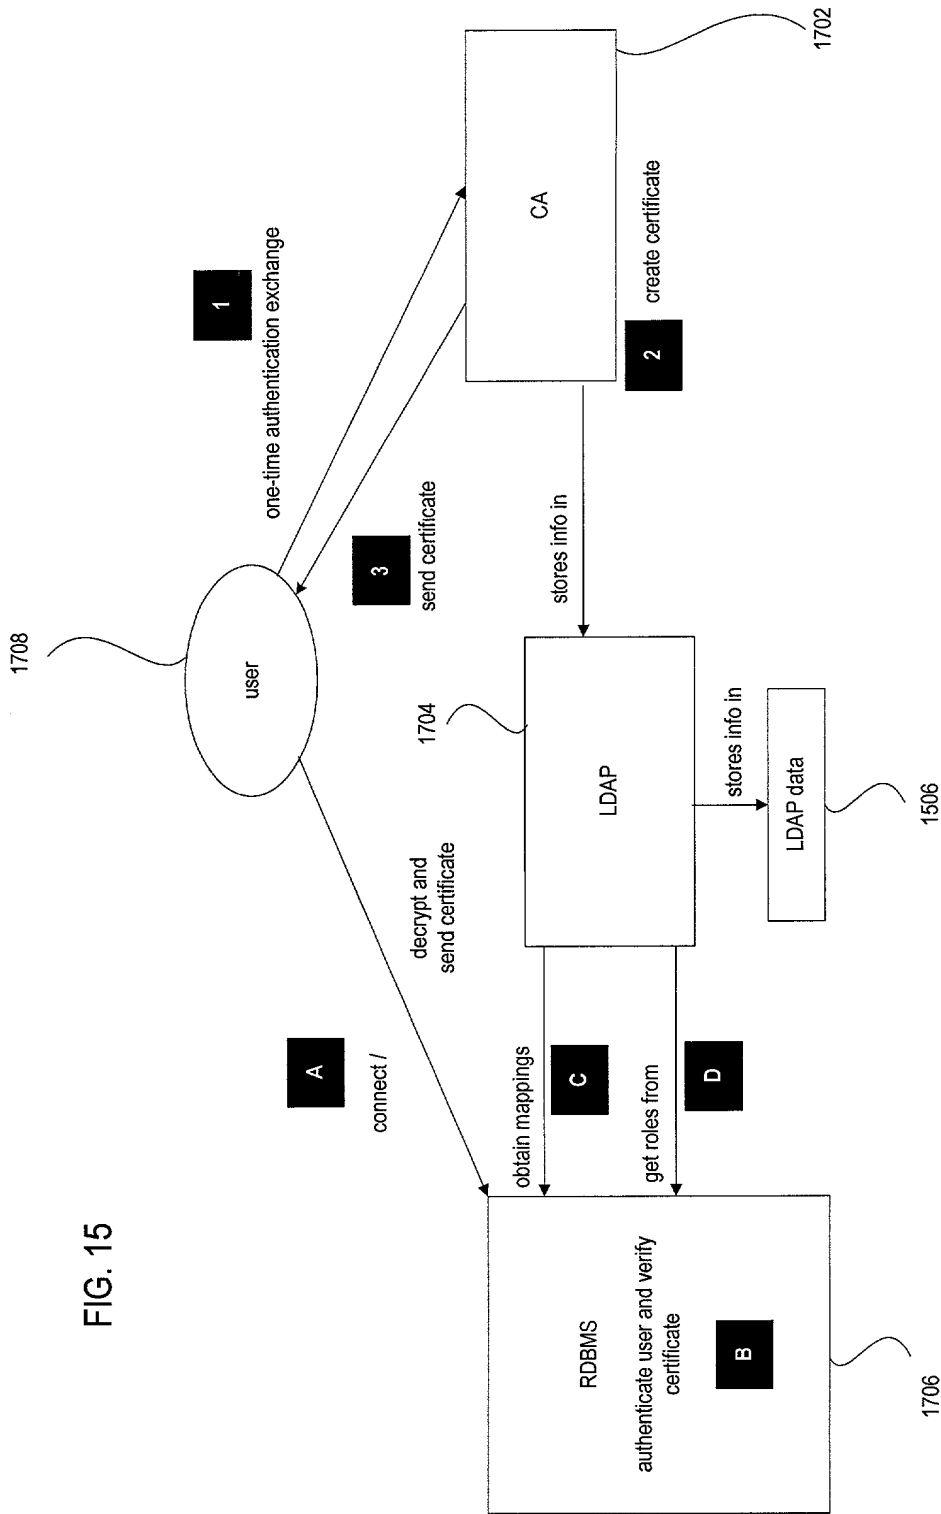 FIG. 15
1708
user
1
one-time authentication exchange
3
send certificate
1702
CA
2
create certificate
stores info in
A
connect /
decrypt and
send certificate
1704
LDAP
stores info in
LDAP data
1506
obtain mappings
C
get roles from
D
RDBMS
authenticate user and verify
certificate
B
1706